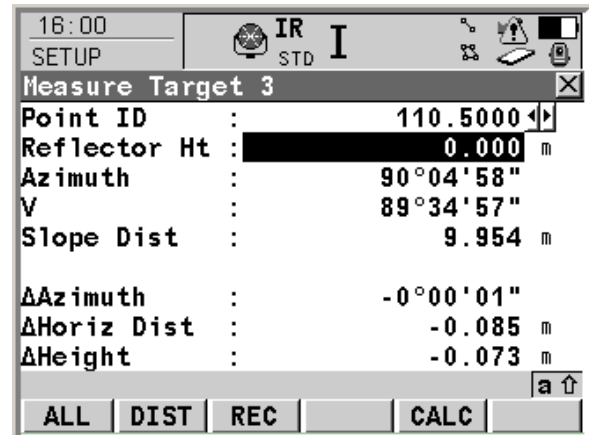 16:00
SETUP
IR
STD
I
Measure Target 3
Point ID : 110.5000
Reflector Ht : 0.000 m
Azimuth : 90°04'58"
V : 89°34'57"
Slope Dist : 9.954 m
ΔAzimuth : -0°00'01"
ΔHoriz Dist : -0.085 m
ΔHeight : -0.073 m
a
ALL DIST REC CALC